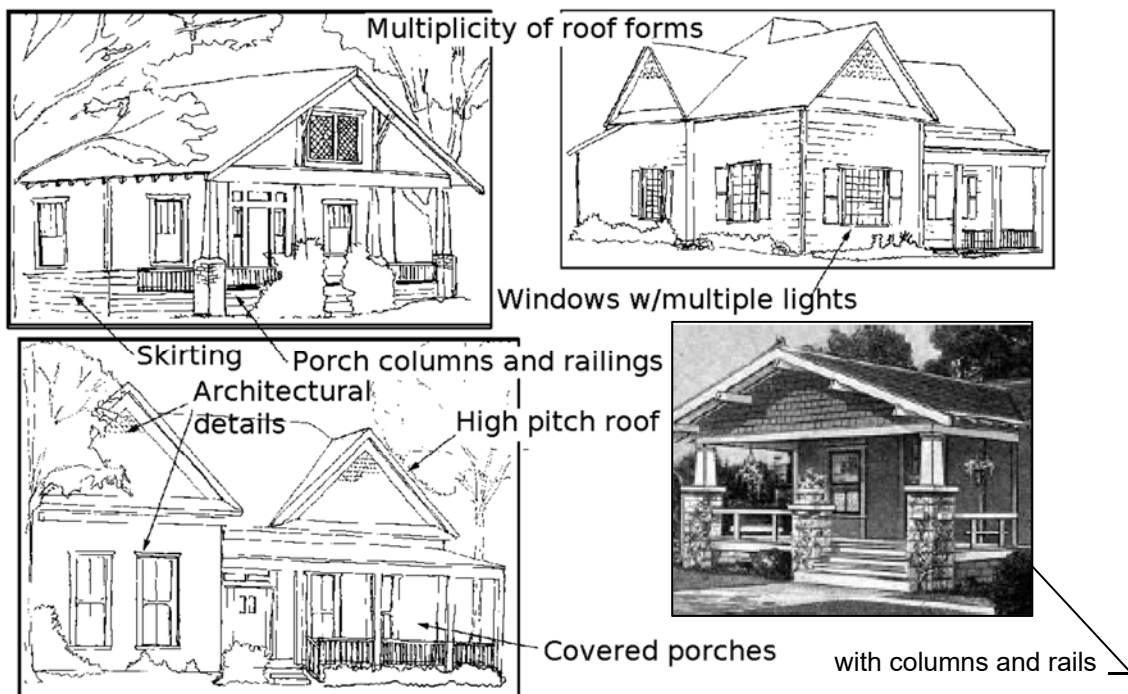 Multiplicity of roof forms
Windows w/multiple lights
Skirting
Porch columns and railings
Architectural
details
High pitch roof
Covered porches
with columns and rails